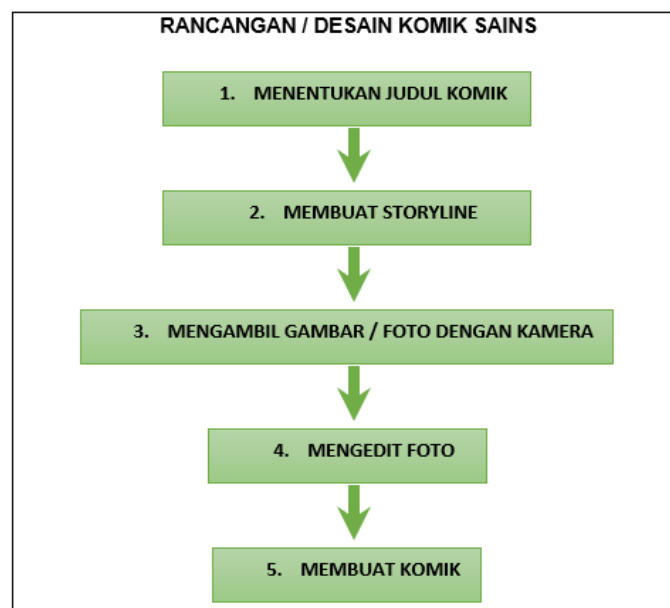 RANCANGAN / DESAIN KOMIK SAINS
1. MENENTUKAN JUDUL KOMIK
2. MEMBUAT STORYLINE
3. MENGAMBIL GAMBAR / FOTO DENGAN KAMERA
4. MENGEDIT FOTO
5. MEMBUAT KOMIK